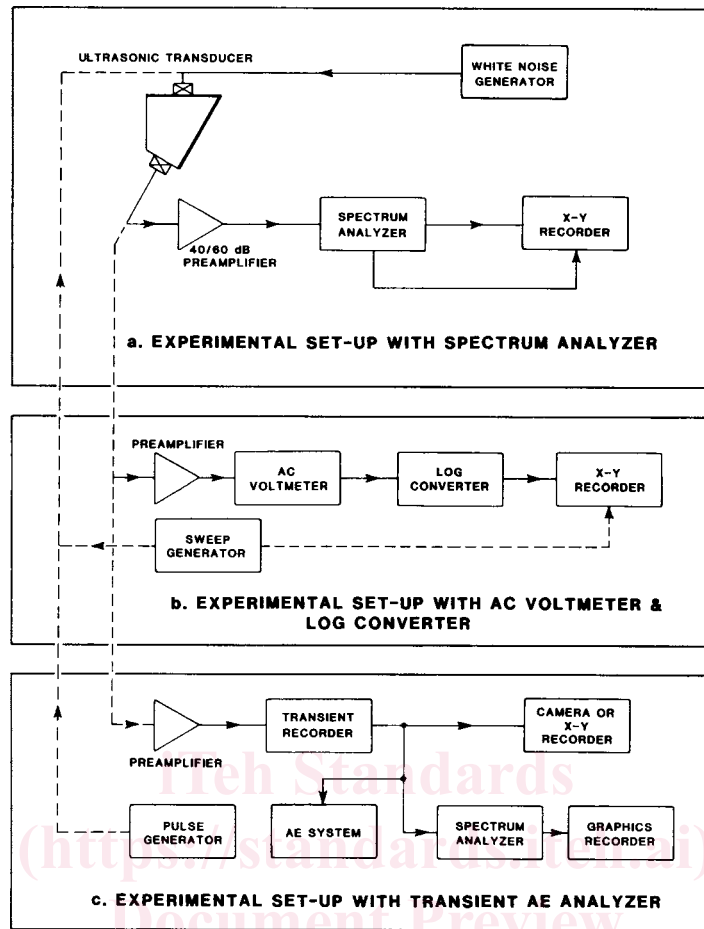 ULTRASONIC TRANSDUCER
WHITE NOISE
GENERATOR
40/60 dB
PREAMPLIFIER
SPECTRUM
ANALYZER
X-Y
RECORDER
a. EXPERIMENTAL SET-UP WITH SPECTRUM ANALYZER
PREAMPLIFIER
AC
VOLTMETER
LOG
CONVERTER
X-Y
RECORDER
SWEEP
GENERATOR
b. EXPERIMENTAL SET-UP WITH AC VOLTMETER &
LOG CONVERTER
PREAMPLIFIER
TRANSIENT
RECORDER
CAMERA OR
X-Y
RECORDER
iTeh Standards
PULSE
GENERATOR
AE SYSTEM
SPECTRUM
ANALYZER
GRAPHICS
RECORDER
(https://standards.iteh.ai)
c. EXPERIMENTAL SET-UP WITH TRANSIENT AE ANALYZER
Document Preview